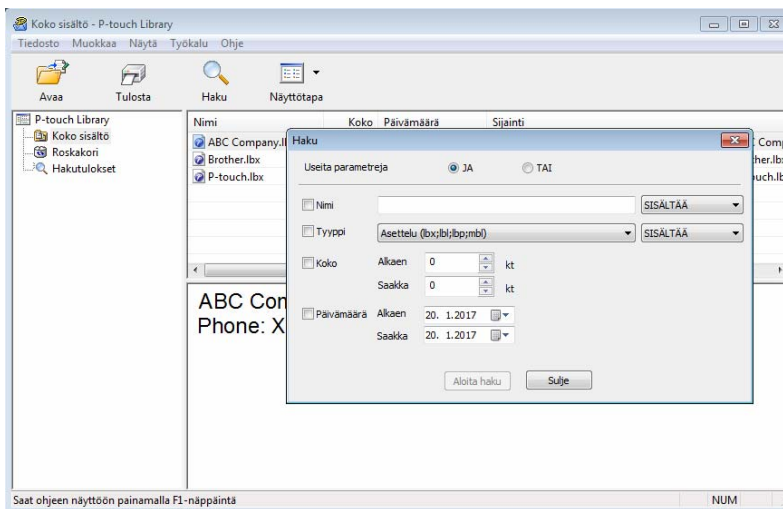 Koko sisältö - P-touch Library
Tiedosto Muokkaa Näytä Työkalu Ohje
Avaa Tulosta Haku Näyttötapa
P-touch Library
Koko sisältö
Roskakori
Hakutulokset
Nimi Koko Päivämäärä Sijainti
ABC Company.l
Brother.lbx
P-touch.lbx
ABC Con
Phone: X
Haku
Useita parametreja JA TAI
Nimi SISÄLTÄÄ
Tyyppi Asettelu (lbx;lbl;lbp;mbl) SISÄLTÄÄ
Koko Alkaen 0 kt
Saakka 0 kt
Päivämäärä Alkaen 20. 1.2017
Saakka 20. 1.2017
Aloita haku Sulje
Saat ohjeen näyttöön painamalla F1-näppäintä NUM